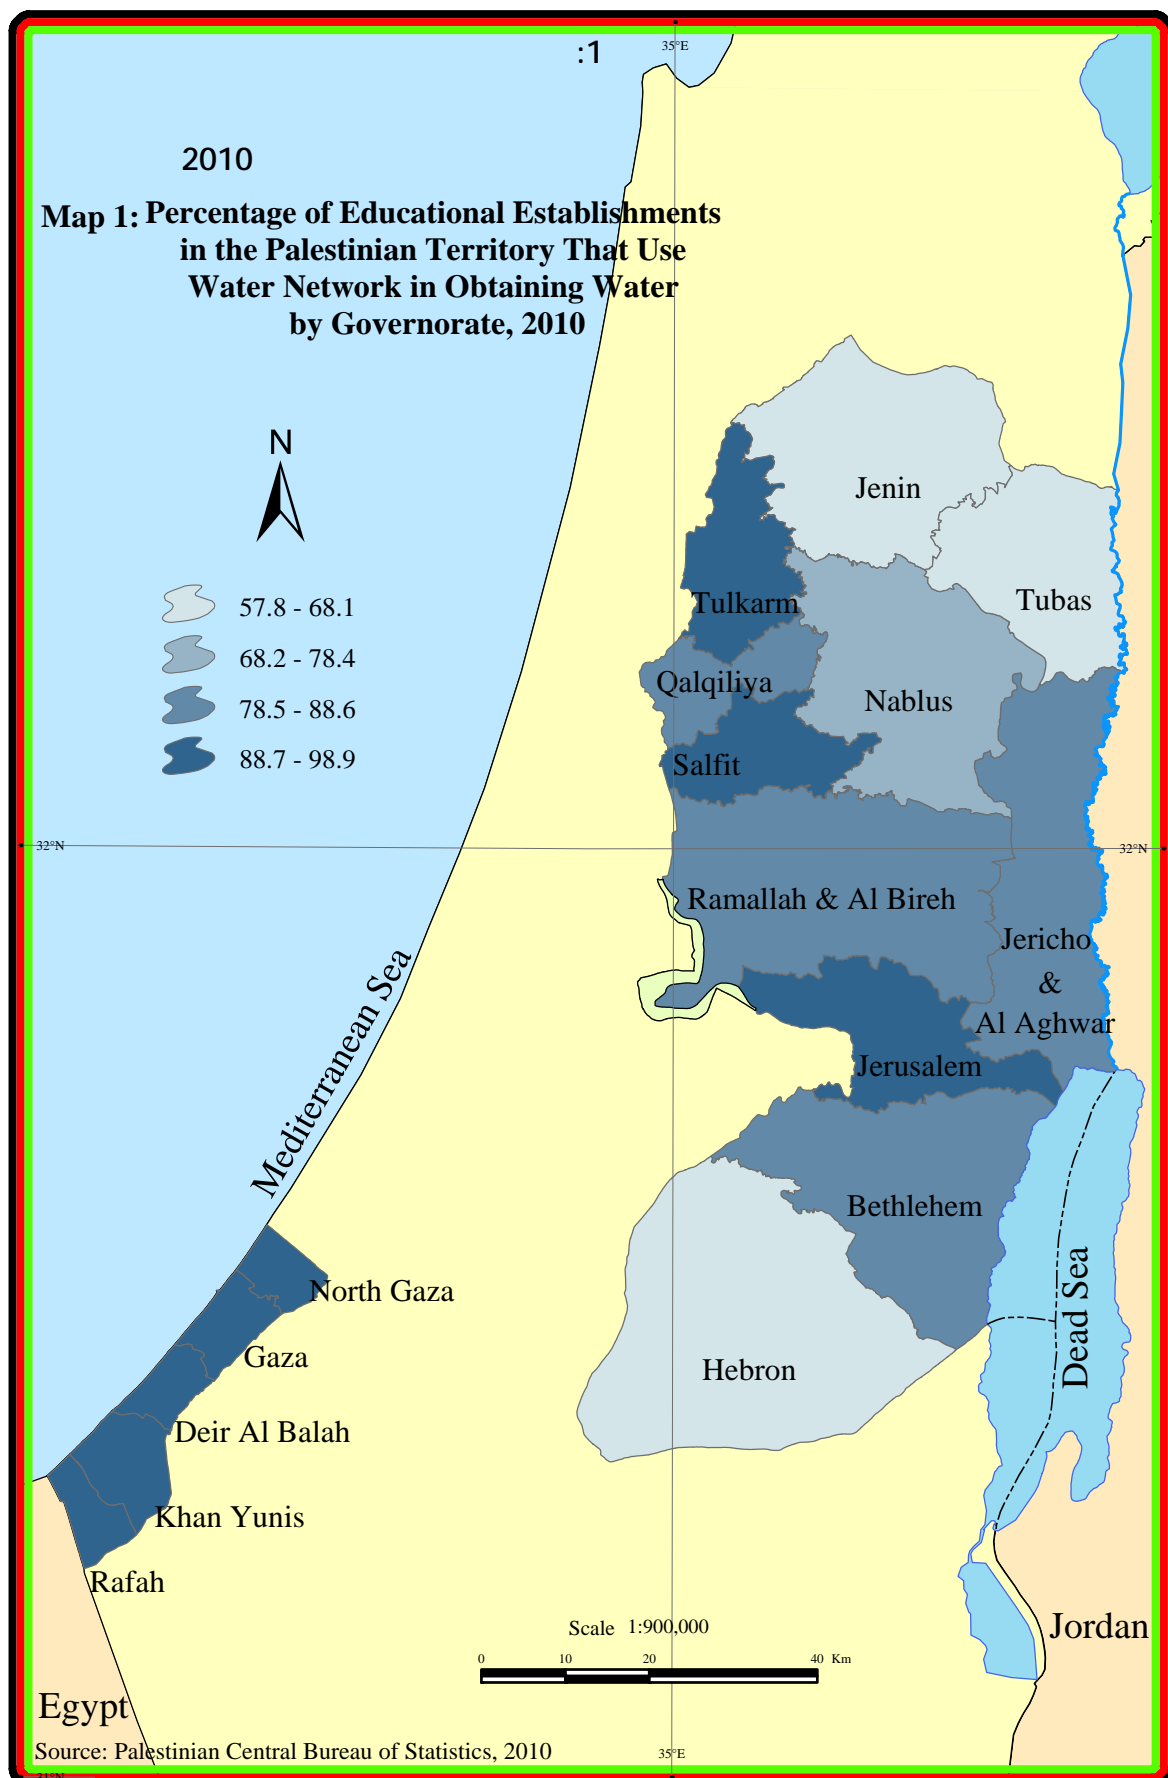 :1
35°E
2010
Map 1: Percentage of Educational Establishments
in the Palestinian Territory That Use
Water Network in Obtaining Water
by Governorate, 2010
N
57.8 - 68.1
68.2 - 78.4
78.5 - 88.6
88.7 - 98.9
Jenin
Tubas
Tulkarm
Qalqiliya
Nablus
Salfit
32°N
32°N
Ramallah & Al Bireh
Jericho
&
Al Aghwar
Mediterranean Sea
Jerusalem
Bethlehem
North Gaza
Gaza
Dead Sea
Hebron
Deir Al Balah
Khan Yunis
Rafah
Scale 1:900,000
0 10 20 40 Km
Jordan
Egypt
Source: Palestinian Central Bureau of Statistics, 2010
35°E
31°N